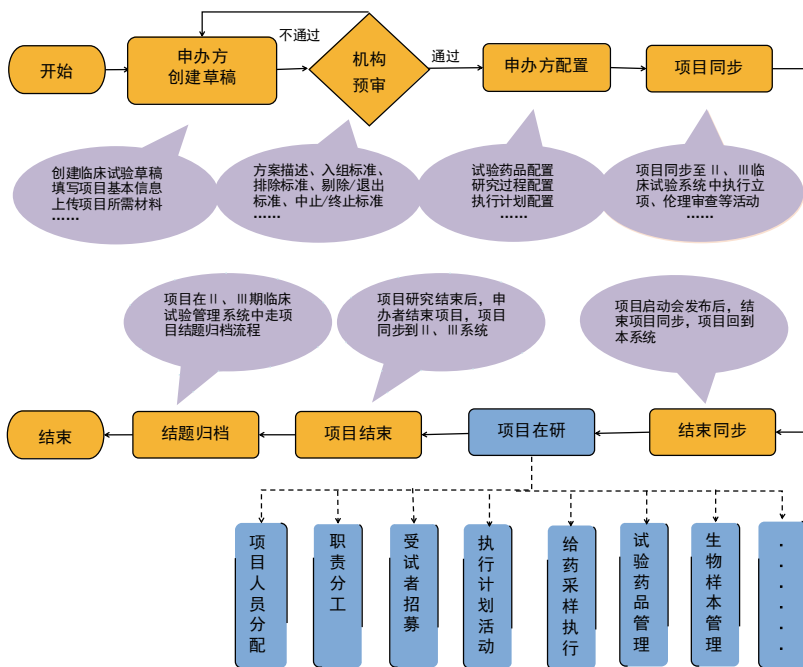 开始
申办方
创建草稿
不通过
机构
预审
通过
申办方配置
项目同步
创建临床试验草稿
填写项目基本信息
上传项目所需材料
……
方案描述、入组标准、
排除标准、剔除/退出
标准、中止/终止标准
……
试验药品配置
研究过程配置
执行计划配置
……
项目同步至Ⅱ、Ⅲ临
床试验系统中执行立
项、伦理审查等活动
……
项目在Ⅱ、Ⅲ期临床
试验管理系统中走项
目结题归档流程
项目研究结束后，申
办者结束项目，项目
同步到Ⅱ、Ⅲ系统
项目启动会发布后，结
束项目同步，项目回到
本系统
结束
结题归档
项目结束
项目在研
结束同步
项目人员分配
职责分工
受试者招募
执行计划活动
给药采样执行
试验药品管理
生物样本管理
......